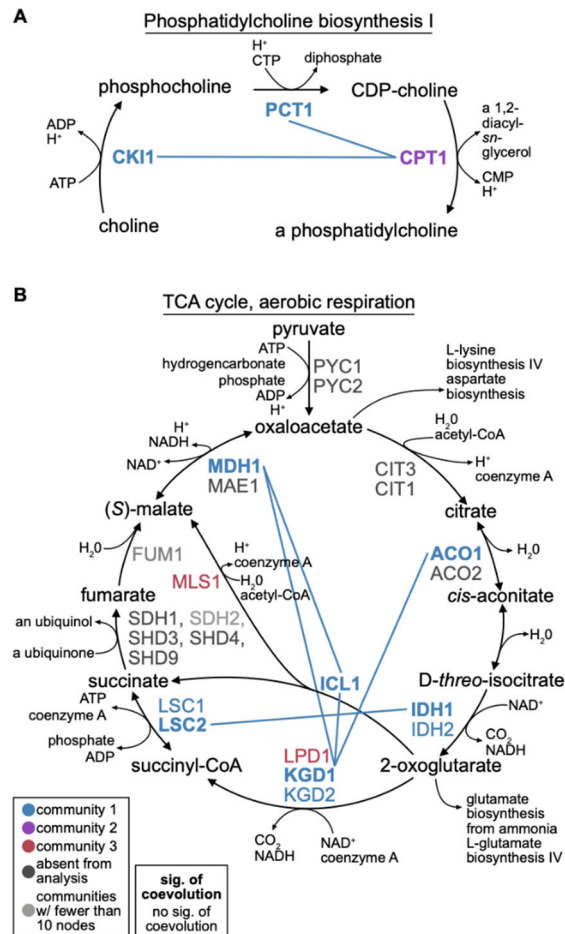 A
Phosphatidylcholine biosynthesis I
H+
CTP
diphosphate
phosphocholine
CDP-choline
PCT1
a 1,2-
diacyl-
sn-
glycerol
ADP
H+
CKI1
CPT1
ATP
CMP
H+
choline
a phosphatidylcholine
B
TCA cycle, aerobic respiration
pyruvate
ATP
hydrogencarbonate
phosphate
ADP
H+
PYC1
PYC2
L-lysine
biosynthesis IV
aspartate
biosynthesis
oxaloacetate
H20
acetyl-CoA
H+
NADH
NAD+
H+
coenzyme A
MDH1
MAE1
CIT3
CIT1
(S)-malate
citrate
H20
FUM1
H+
coenzyme A
H20
acetyl-CoA
MLS1
ACO1
ACO2
H20
fumarate
cis-aconitate
an ubiquinol
a ubiquinone
SDH1, SDH2,
SHD3, SHD4,
SHD9
H20
succinate
ICL1
D-threo-isocitrate
ATP
coenzyme A
LSC1
LSC2
IDH1
IDH2
NAD+
phosphate
ADP
CO2
NADH
succinyl-CoA
LPD1
KGD1
KGD2
2-oxoglutarate
CO2
NADH
NAD+
coenzyme A
glutamate
biosynthesis
from ammonia
L-glutamate
biosynthesis IV
community 1
community 2
community 3
absent from
analysis
communities
w/ fewer than
10 nodes
sig. of
coevolution
no sig. of
coevolution